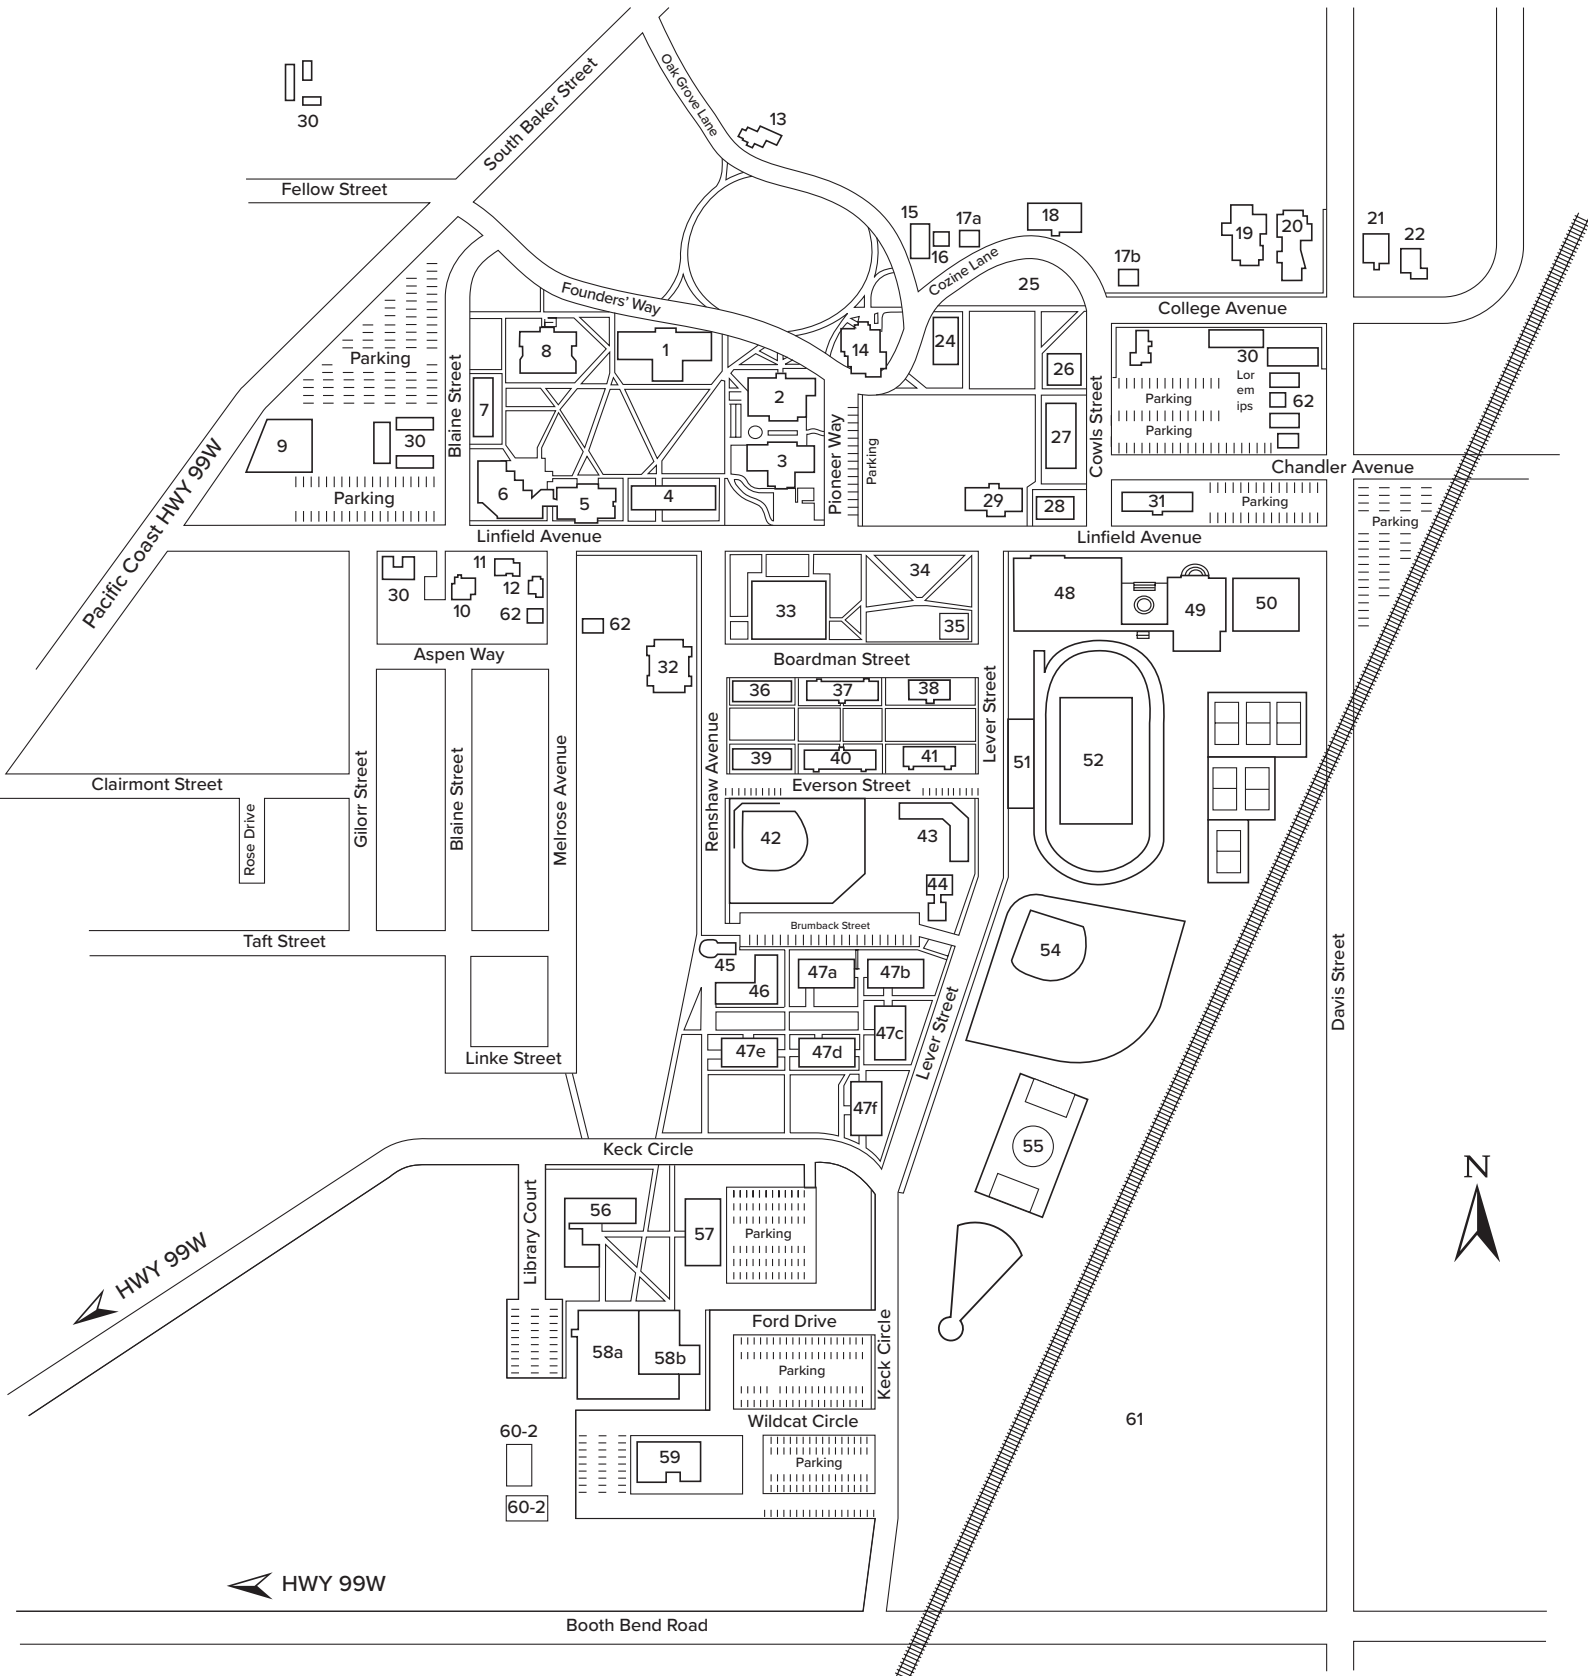 Oak Grove Lane
South Baker Street
30
13
Fellow Street
15
17a
18
16
17b
19
20
21
22
Cozine Lane
25
Founders' Way
College Avenue
Parking
8
1
14
24
26
30
Lor
em
ips
62
Parking
Parking
Blaine Street
7
2
Pioneer Way
Parking
27
Cowls Street
9
30
3
Chandler Avenue
Pacific Coast HWY 99W
Parking
6
5
4
29
28
31
Parking
Parking
Linfield Avenue
Linfield Avenue
30
11
10
12
62
62
34
33
35
48
49
50
Aspen Way
32
Boardman Street
36
37
38
Lever Street
39
40
41
51
52
Clairmont Street
Rose Drive
Gilorr Street
Blaine Street
Melrose Avenue
Renshaw Avenue
Everson Street
42
43
44
Brumback Street
Taft Street
45
46
47a
47b
54
Davis Street
47c
47e
47d
Lever Street
Linke Street
47f
Keck Circle
55
N
Library Court
56
57
Parking
HWY 99W
Ford Drive
58a
58b
Parking
Keck Circle
Wildcat Circle
61
60-2
59
Parking
60-2
HWY 99W
Booth Bend Road